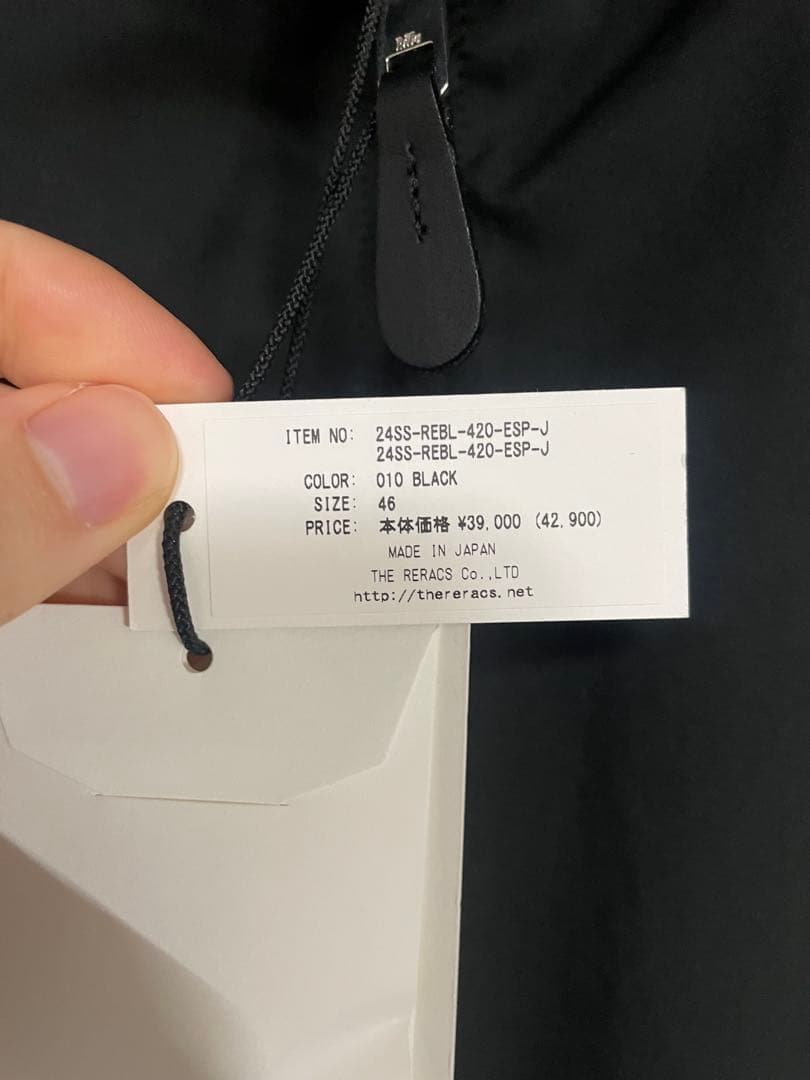 ITEM NO: 24SS-REBL-420-ESP-J
24SS-REBL-420-ESP-J
COLOR: 010 BLACK
SIZE: 46
PRICE: 本体価格 ¥39,000 (42,900)
MADE IN JAPAN
THE RERACS Co.,LTD
http://thereracs.net